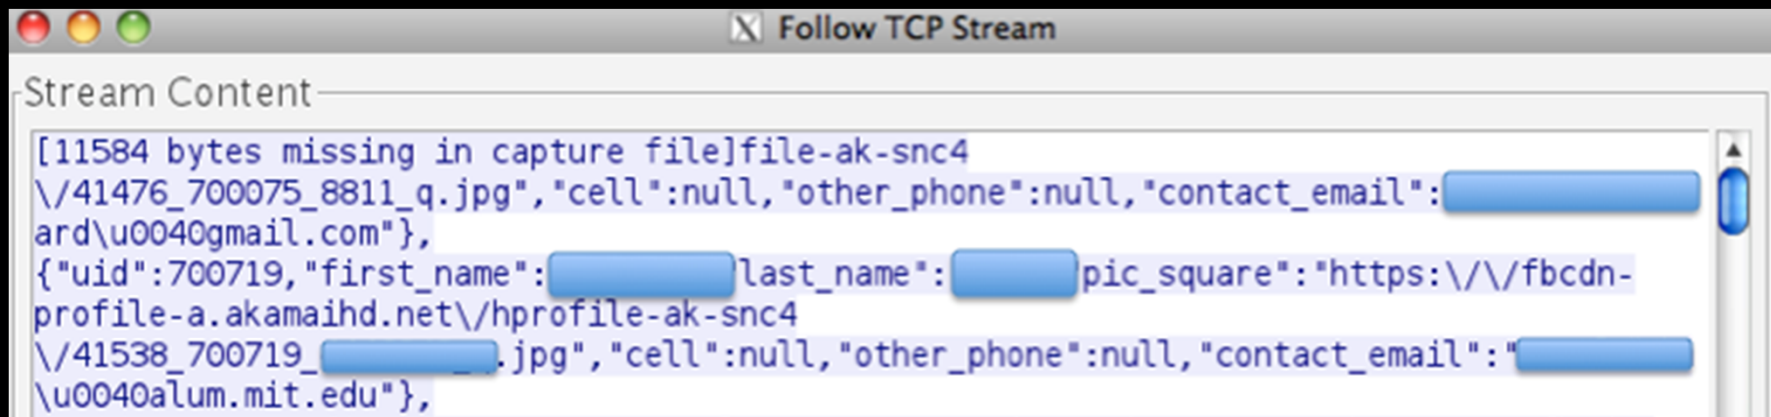 Follow TCP Stream
Stream Content
[11584 bytes missing in capture file]file-ak-snc4
\/41476_700075_8811_q.jpg","cell":null,"other_phone":null,"contact_email":
ard\u0040gmail.com"},
{"uid":700719,"first_name": last_name": pic_square":"https:\/\/fbcdn-
profile-a.akamaihd.net\/hprofile-ak-snc4
\/41538_700719_ .jpg","cell":null,"other_phone":null,"contact_email":"
\u0040alum.mit.edu"},